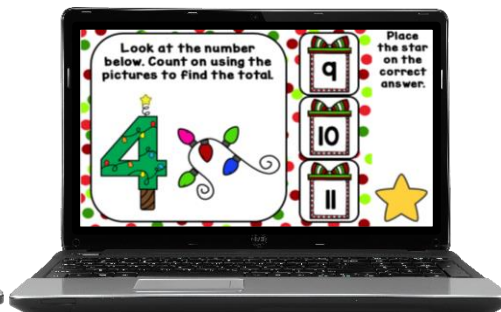 Look at the number
below. Count on using the
pictures to find the total.
4
9
10
11
Place
the star
on the
correct
answer.